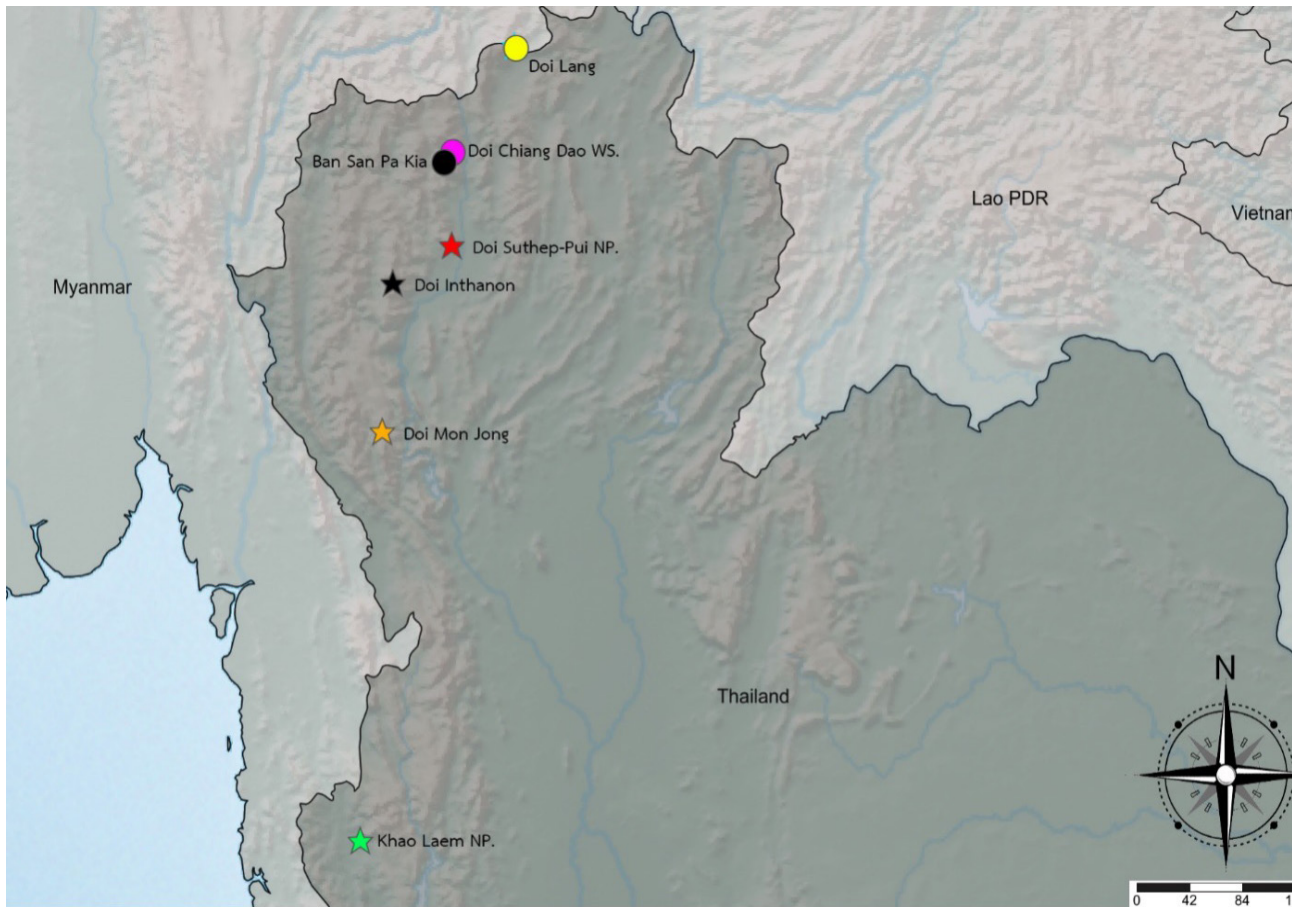 Doi Lang
Doi Chiang Dao WS.
Ban San Pa Kia
Lao PDR
Vietnam
Doi Suthep-Pui NP.
Myanmar
Doi Inthanon
Doi Mon Jong
N
Thailand
Khao Laem NP.
0 42 84